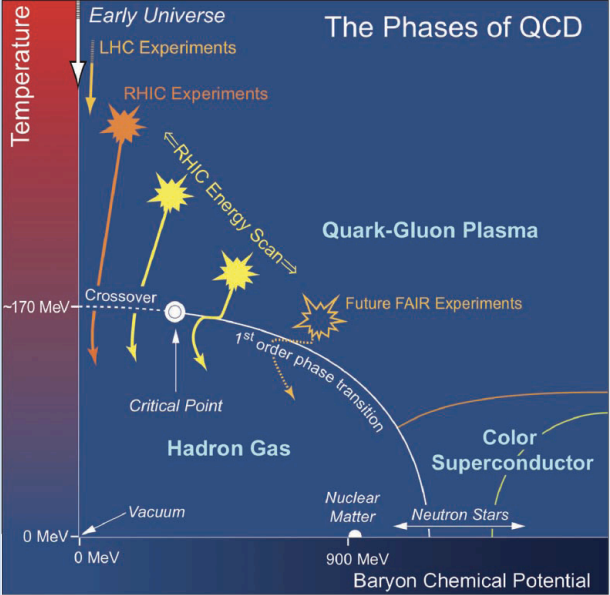 The Phases of QCD
Temperature
Early Universe
LHC Experiments
RHIC Experiments
<=RHIC Energy Scan=>
Quark-Gluon Plasma
Future FAIR Experiments
Crossover
~170 MeV
1st order phase transition
Critical Point
Hadron Gas
Color
Superconductor
Nuclear
Matter
Neutron Stars
Vacuum
0 MeV
0 MeV
900 MeV
Baryon Chemical Potential